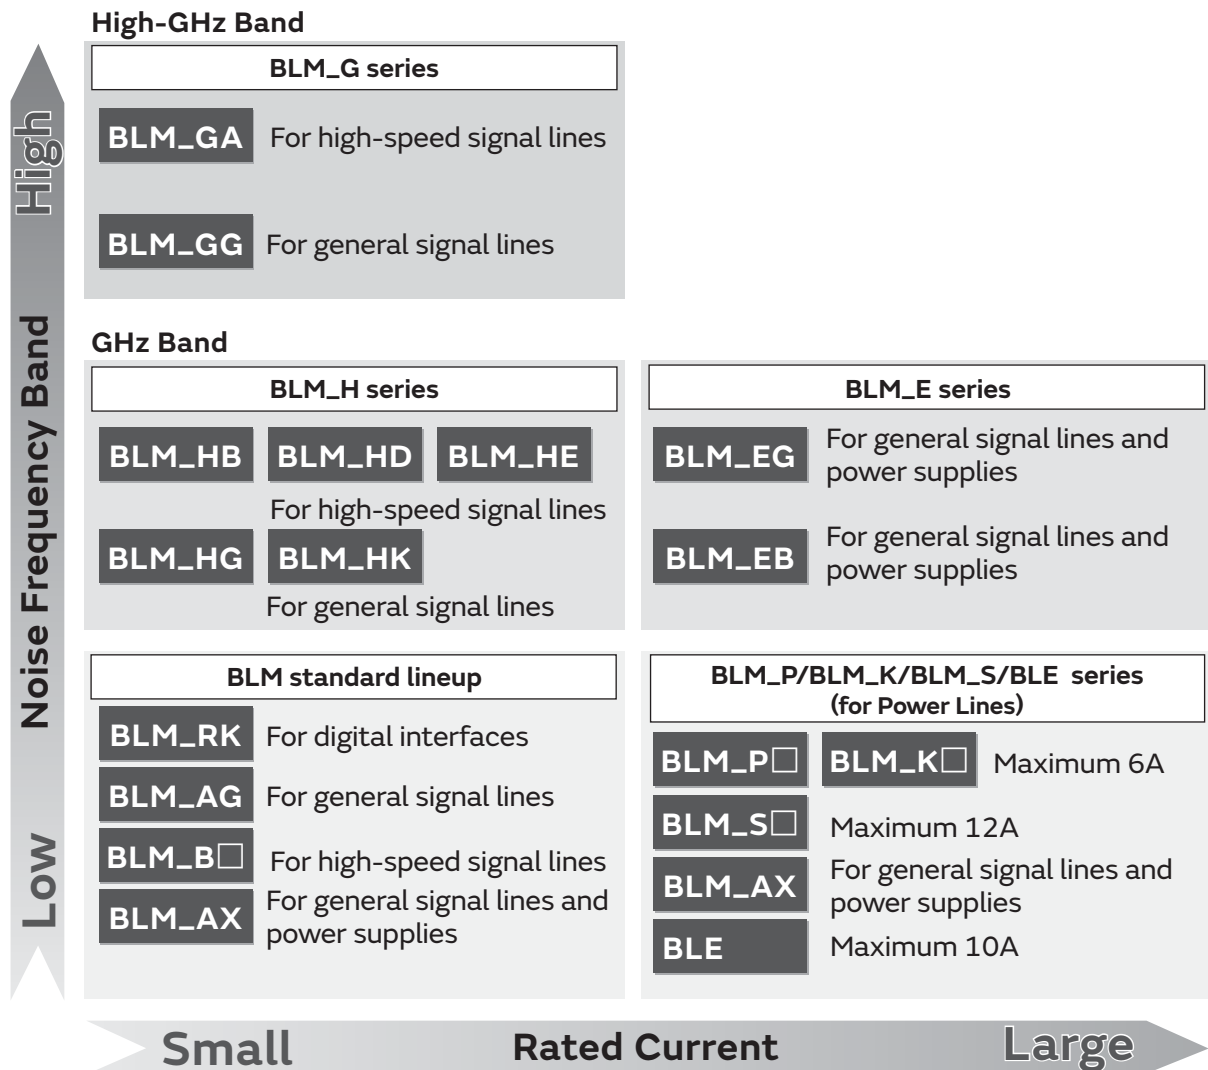 High-GHz Band
BLM_G series
BLM_GA For high-speed signal lines
BLM_GG For general signal lines
GHz Band
BLM_H series
BLM_HB BLM_HD BLM_HE
For high-speed signal lines
BLM_HG BLM_HK
For general signal lines
BLM_E series
BLM_EG For general signal lines and
power supplies
BLM_EB For general signal lines and
power supplies
BLM standard lineup
BLM_RK For digital interfaces
BLM_AG For general signal lines
BLM_B□ For high-speed signal lines
BLM_AX For general signal lines and
power supplies
BLM_P/BLM_K/BLM_S/BLE series
(for Power Lines)
BLM_P□ BLM_K□ Maximum 6A
BLM_S□ Maximum 12A
BLM_AX For general signal lines and
power supplies
BLE Maximum 10A
High
Noise Frequency Band
Low
Small Rated Current Large